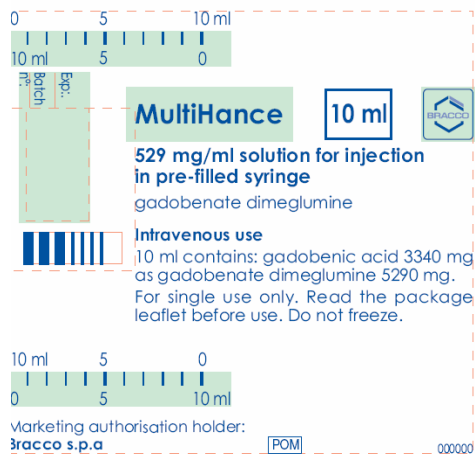 0 5 10 ml
10 ml 5 0
Exp:.
Batch
n°:
MultiHance
10 ml
BRACCO
529 mg/ml solution for injection
in pre-filled syringe
gadobenate dimeglumine
Intravenous use
10 ml contains: gadobenic acid 3340 mg
as gadobenate dimeglumine 5290 mg.
For single use only. Read the package
leaflet before use. Do not freeze.
10 ml 5 0
0 5 10 ml
Marketing authorisation holder:
Bracco s.p.a
POM
000000